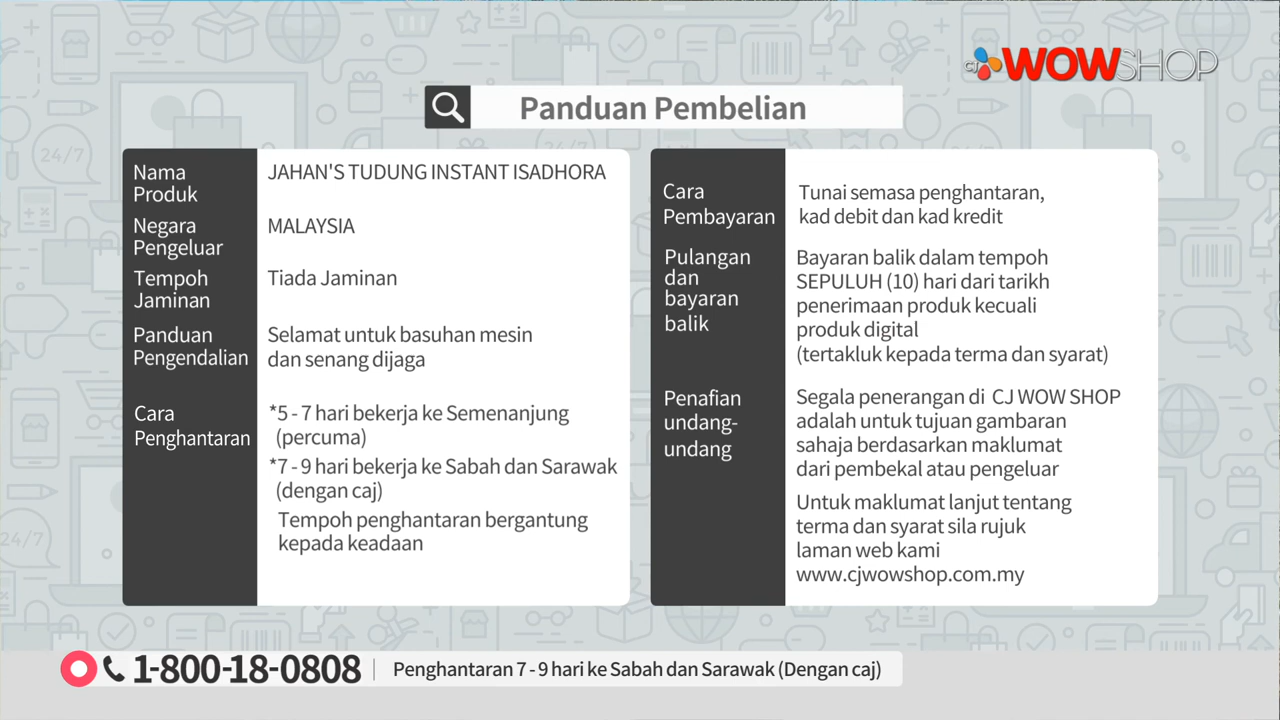 CJ WOWSHOP
Panduan Pembelian
Nama
Produk
JAHAN'S TUDUNG INSTANT ISADHORA
Negara
Pengeluar
MALAYSIA
Tempoh
Jaminan
Tiada Jaminan
Panduan
Pengendalian
Selamat untuk basuhan mesin
dan senang dijaga
Cara
Penghantaran
*5 - 7 hari bekerja ke Semenanjung
(percuma)
*7 - 9 hari bekerja ke Sabah dan Sarawak
(dengan caj)
Tempoh penghantaran bergantung
kepada keadaan
Cara
Pembayaran
Tunai semasa penghantaran,
kad debit dan kad kredit
Pulangan
dan
bayaran
balik
Bayaran balik dalam tempoh
SEPULUH (10) hari dari tarikh
penerimaan produk kecuali
produk digital
(tertakluk kepada terma dan syarat)
Penafian
undang-
undang
Segala penerangan di CJ WOW SHOP
adalah untuk tujuan gambaran
sahaja berdasarkan maklumat
dari pembekal atau pengeluar
Untuk maklumat lanjut tentang
terma dan syarat sila rujuk
laman web kami
www.cjwowshop.com.my
1-800-18-0808
Penghantaran 7 - 9 hari ke Sabah dan Sarawak (Dengan caj)
24/7
24/7
24/7